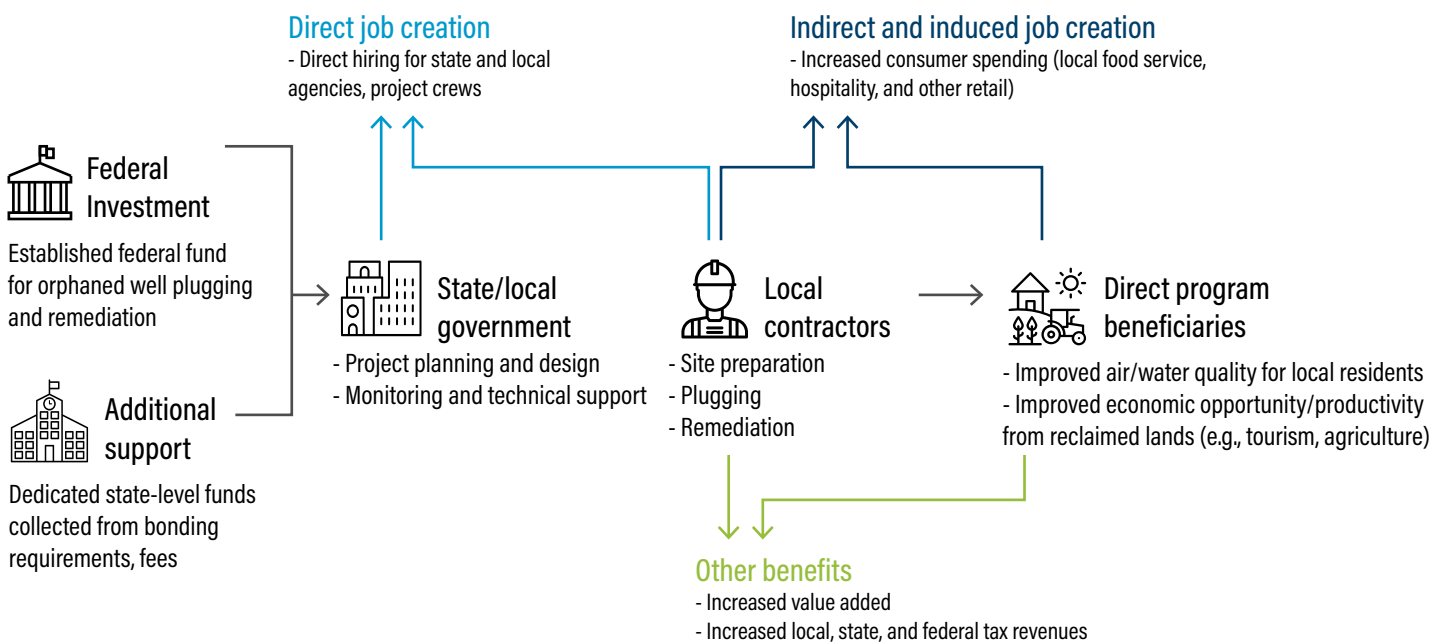 Direct job creation
- Direct hiring for state and local
agencies, project crews
Indirect and induced job creation
- Increased consumer spending (local food service,
hospitality, and other retail)
Federal
Investment
Established federal fund
for orphaned well plugging
and remediation
Additional
support
Dedicated state-level funds
collected from bonding
requirements, fees
State/local
government
- Project planning and design
- Monitoring and technical support
Local
contractors
- Site preparation
- Plugging
- Remediation
Direct program
beneficiaries
- Improved air/water quality for local residents
- Improved economic opportunity/productivity
from reclaimed lands (e.g., tourism, agriculture)
Other benefits
- Increased value added
- Increased local, state, and federal tax revenues